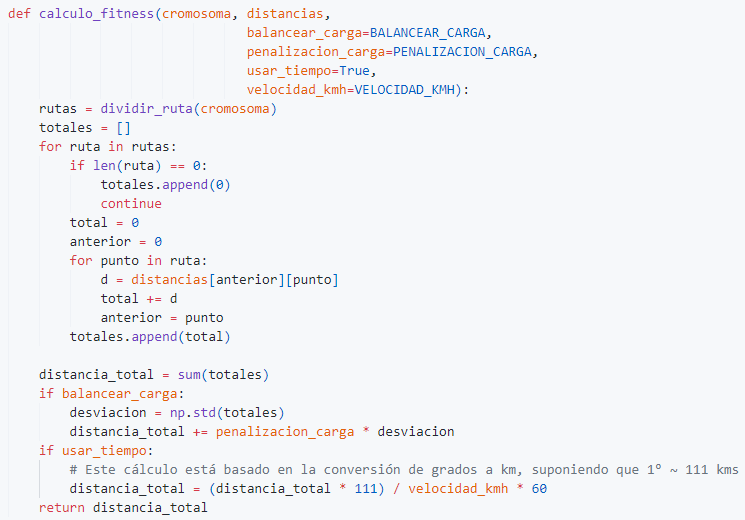 def calculo_fitness(cromosoma, distancias,
                               balancear_carga=BALANCEAR_CARGA,
                               penalizacion_carga=PENALIZACION_CARGA,
                               usar_tiempo=True,
                               velocidad_kmh=VELOCIDAD_KMH):
    rutas = dividir_ruta(cromosoma)
    totales = []
    for ruta in rutas:
        if len(ruta) == 0:
            totales.append(0)
            continue
        total = 0
        anterior = 0
        for punto in ruta:
            d = distancias[anterior][punto]
            total += d
            anterior = punto
        totales.append(total)

    distancia_total = sum(totales)
    if balancear_carga:
        desviacion = np.std(totales)
        distancia_total += penalizacion_carga * desviacion
    if usar_tiempo:
        # Este cálculo está basado en la conversión de grados a km, suponiendo que 1º ~ 111 kms
        distancia_total = (distancia_total * 111) / velocidad_kmh * 60
    return distancia_total